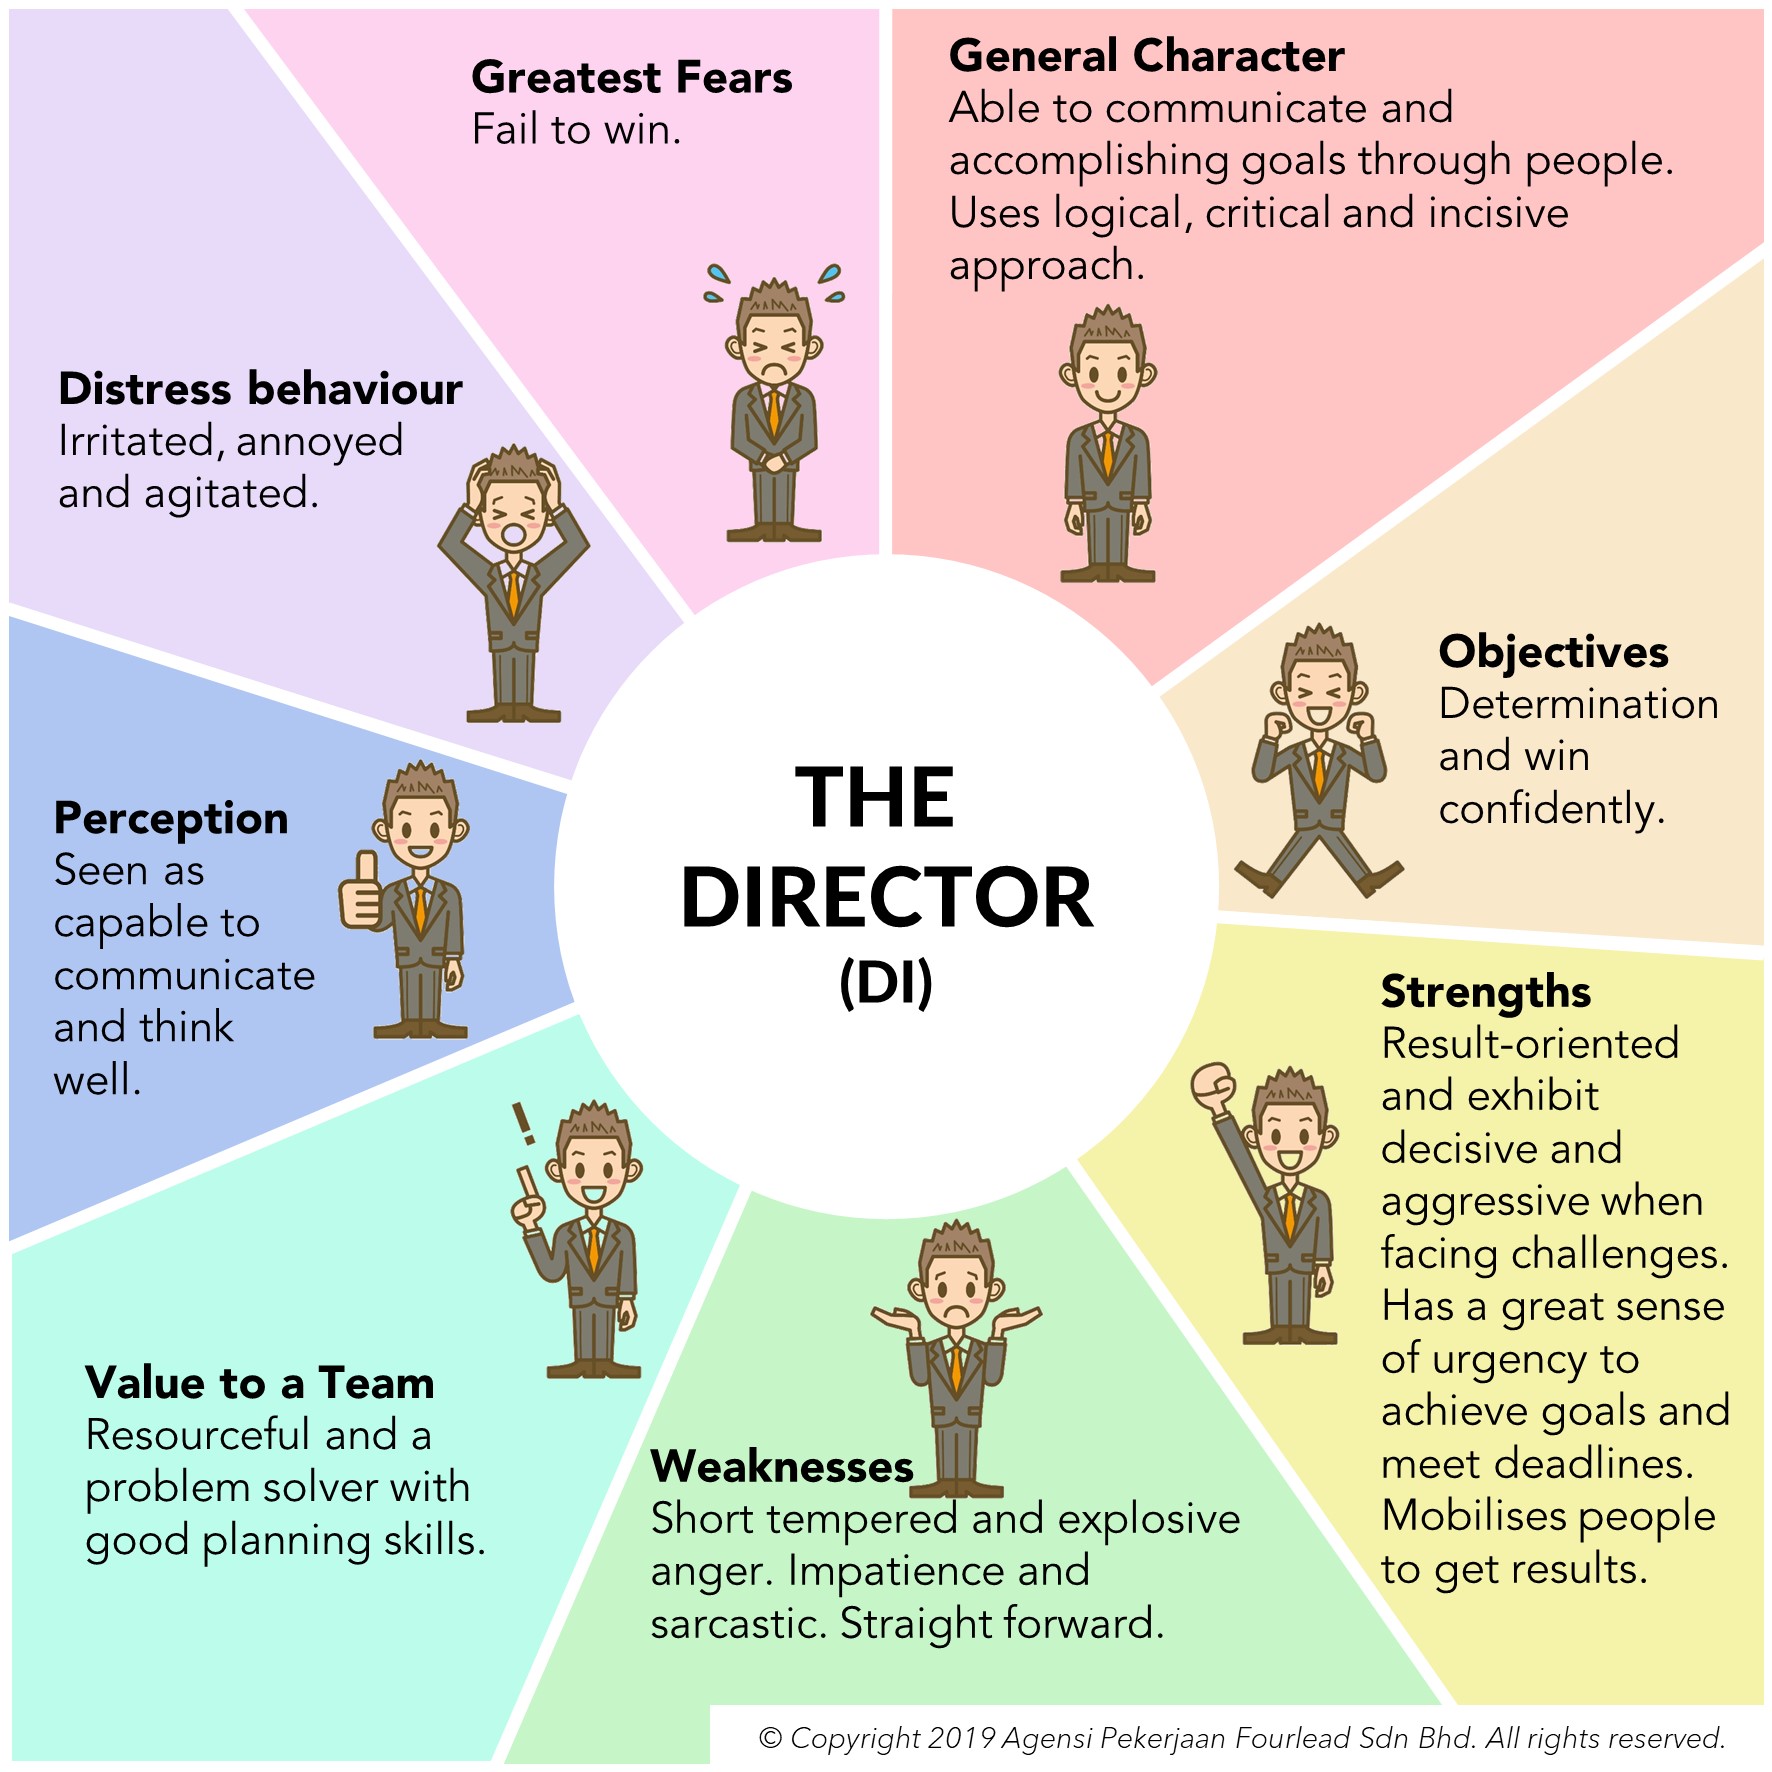 Greatest Fears
Fail to win.
General Character
Able to communicate and
accomplishing goals through people.
Uses logical, critical and incisive
approach.
Distress behaviour
Irritated, annoyed
and agitated.
Objectives
Determination
and win
confidently.
THE
DIRECTOR
(DI)
Perception
Seen as
capable to
communicate
and think
well.
Strengths
Result-oriented
and exhibit
decisive and
aggressive when
facing challenges.
Has a great sense
of urgency to
achieve goals and
meet deadlines.
Mobilises people
to get results.
!
Value to a Team
Resourceful and a
problem solver with
good planning skills.
Weaknesses
Short tempered and explosive
anger. Impatience and
sarcastic. Straight forward.
© Copyright 2019 Agensi Pekerjaan Fourlead Sdn Bhd. All rights reserved.